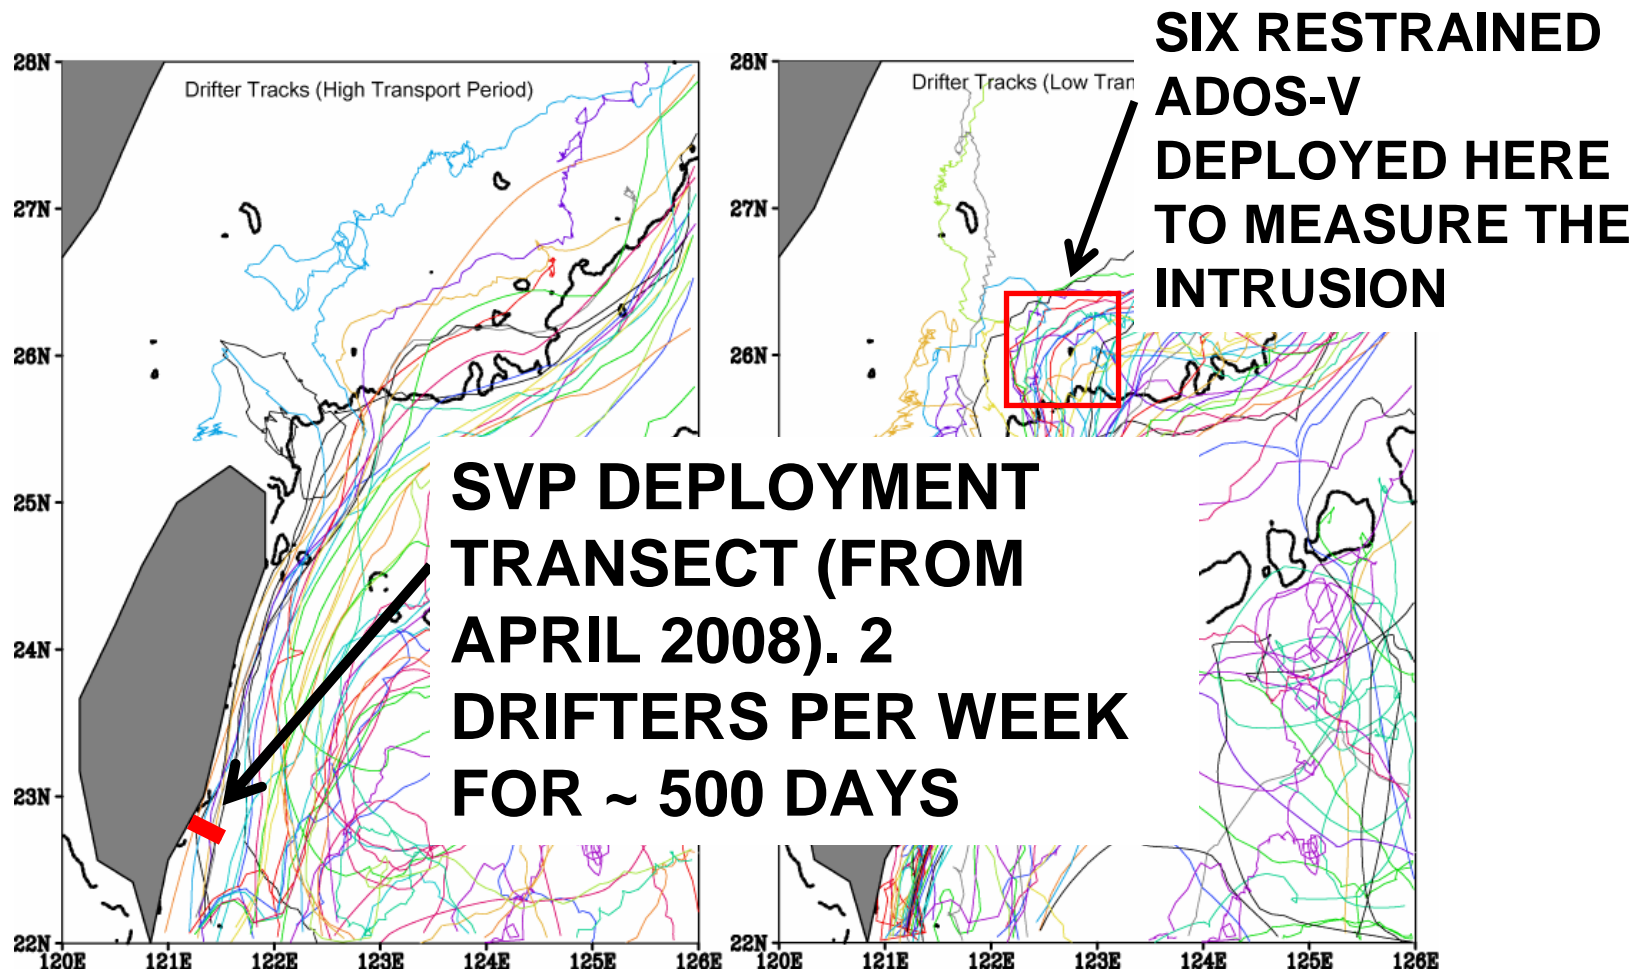 SIX RESTRAINED
ADOS-V
DEPLOYED HERE
TO MEASURE THE
INTRUSION
Drifter Tracks (High Transport Period)
Drifter Tracks (Low Tran
SVP DEPLOYMENT
TRANSECT (FROM
APRIL 2008). 2
DRIFTERS PER WEEK
FOR ~ 500 DAYS
28N
27N
26N
25N
24N
23N
22N
120E 121E 122E 123E 124E 125E 126E
28N
27N
26N
22N
120E 121E 122E 123E 124E 125E 126E